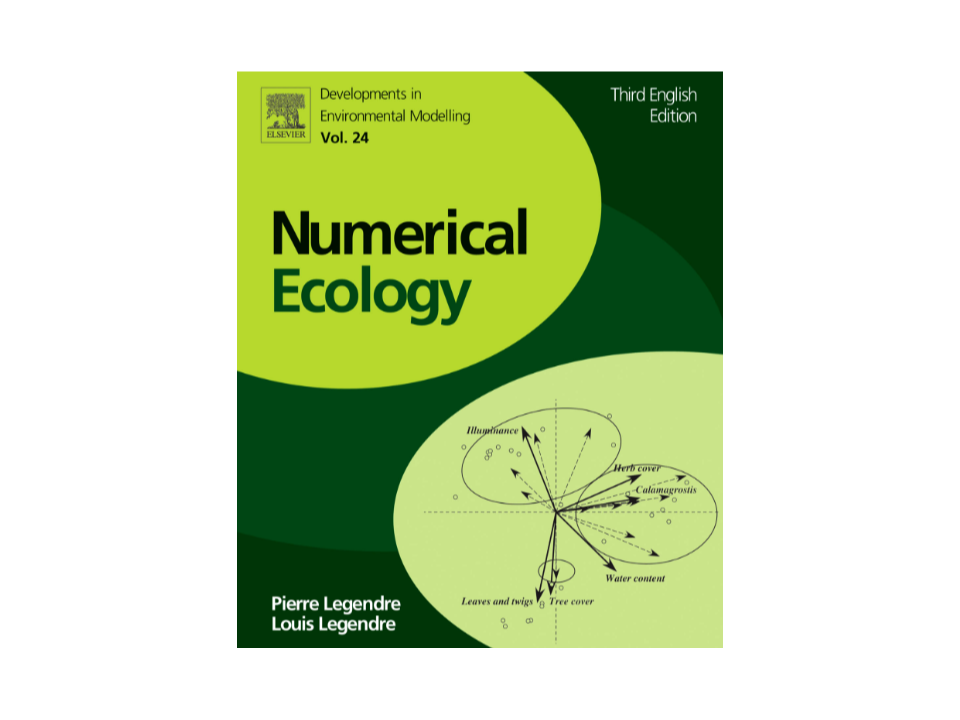 Developments in
Environmental Modelling
Vol. 24
ELSEVIER
Third English
Edition
Numerical
Ecology
Illuminance
Herb cover
Calamagrostis
Water content
Leaves and twigs
Tree cover
Pierre Legendre
Louis Legendre